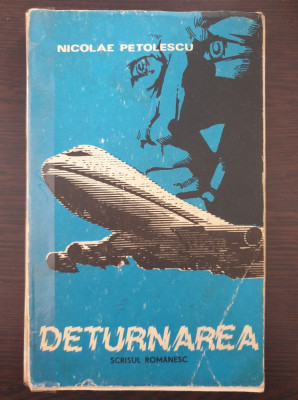 NICOLAE PETOLESCU
DETURNAREA
SCRISUL ROMÂNESC